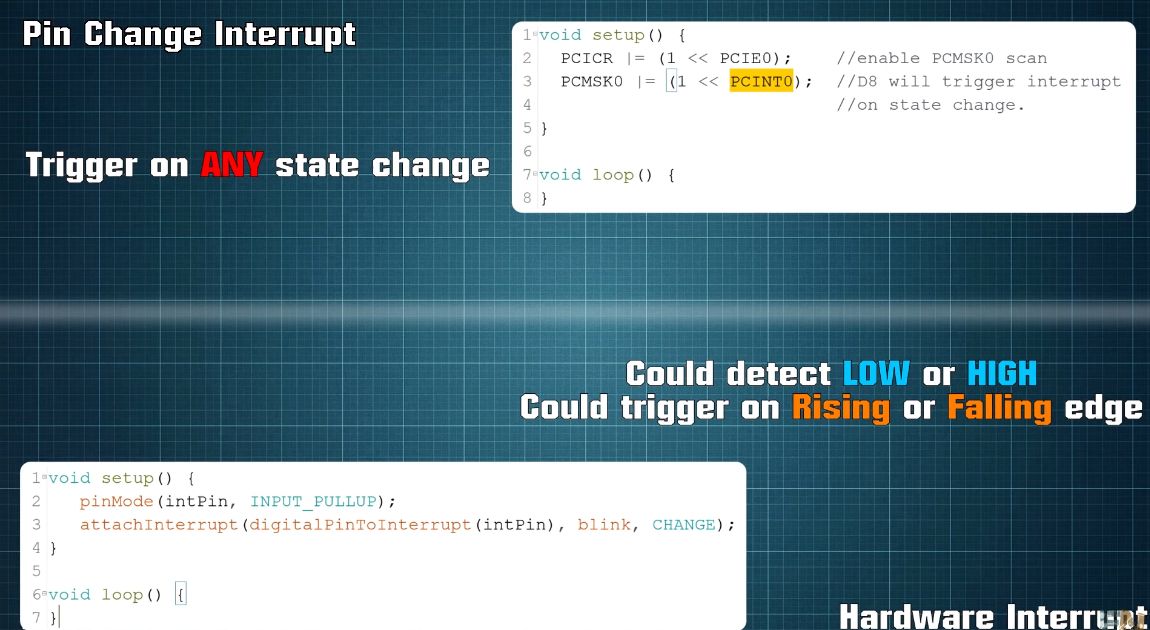 Pin Change Interrupt
1 void setup() {
2 PCICR |= (1 << PCIE0); //enable PCMSK0 scan
3 PCMSK0 |= (1 << PCINT0); //D8 will trigger interrupt
4 //on state change.
5 }
6
7 void loop() {
8 }
Trigger on ANY state change
Could detect LOW or HIGH
Could trigger on Rising or Falling edge
1 void setup() {
2 pinMode(intPin, INPUT_PULLUP);
3 attachInterrupt(digitalPinToInterrupt(intPin), blink, CHANGE);
4 }
5
6 void loop() {
7 }
Hardware Interrupt